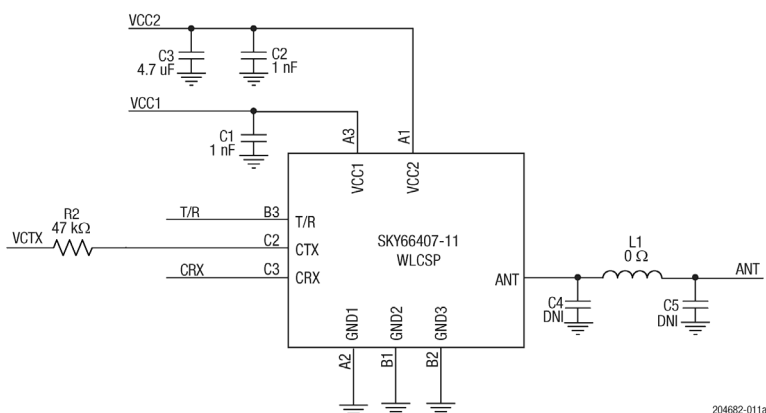 VCC2
C3
4.7 uF
C2
1 nF
VCC1
C1
1 nF
A3
A1
VCC1
VCC2
R2
47 kΩ
VCTX
T/R
B3
T/R
C2
CTX
CRX
C3
CRX
SKY66407-11
WLCSP
ANT
L1
0 Ω
ANT
C4
DNI
C5
DNI
GND1
GND2
GND3
A2
B1
B2
204682-011a